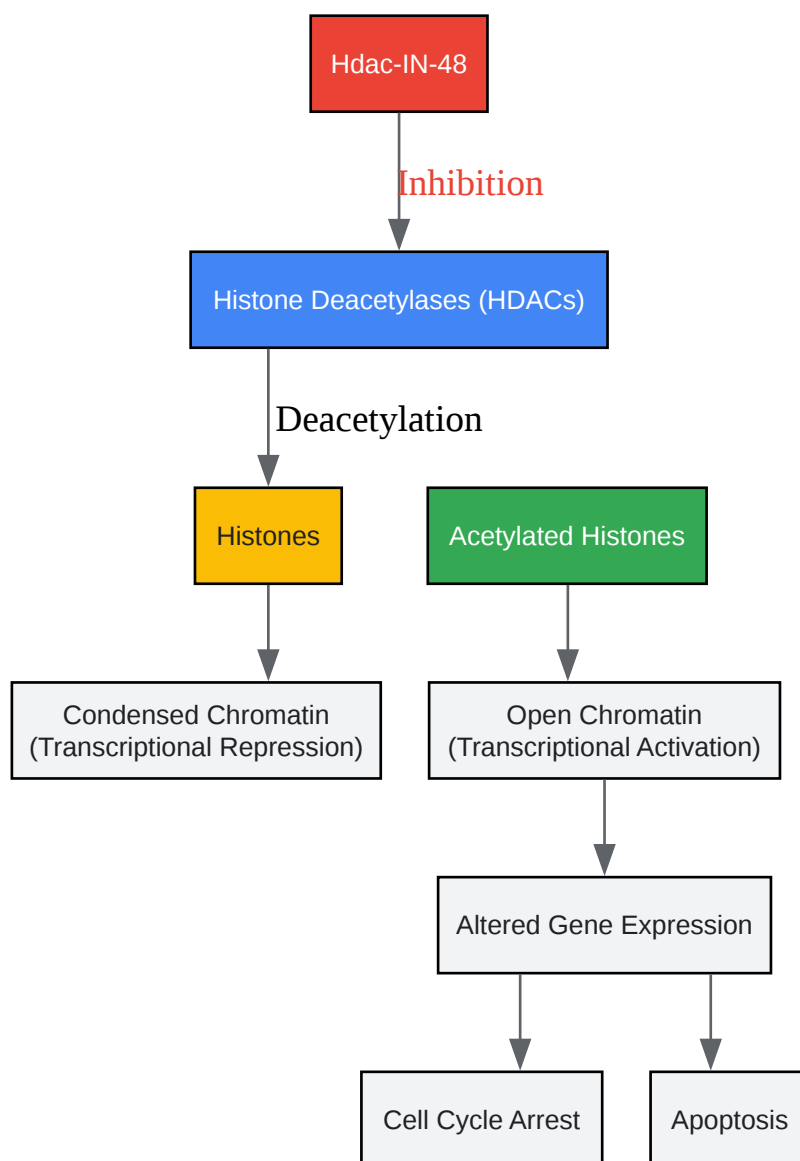 Hdac-IN-48
Inhibition
Histone Deacetylases (HDACs)
Deacetylation
Histones
Acetylated Histones
Condensed Chromatin
(Transcriptional Repression)
Open Chromatin
(Transcriptional Activation)
Altered Gene Expression
Cell Cycle Arrest
Apoptosis